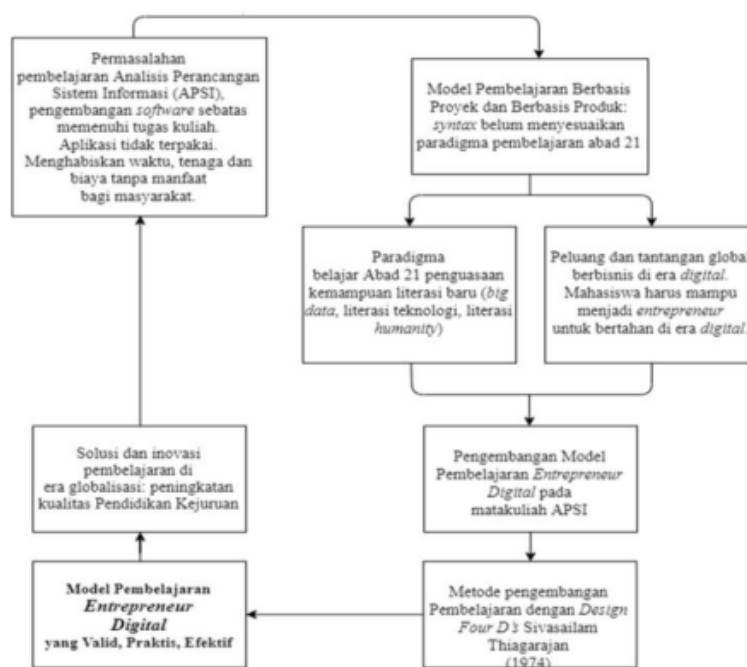 Permasalahan
pembelajaran Analisis Perancangan
Sistem Informasi (APSI),
pengembangan software sebatas
memenuhi tugas kuliah.
Aplikasi tidak terpakai.
Menghabiskan waktu, tenaga dan
biaya tanpa manfaat
bagi masyarakat.
Model Pembelajaran Berbasis
Proyek dan Berbasis Produk:
syntax belum menyesuaikan
paradigma pembelajaran abad 21
Paradigma
belajar Abad 21 penguasaan
kemampuan literasi baru (big
data, literasi teknologi, literasi
humanity)
Peluang dan tantangan global
berbisnis di era digital.
Mahasiswa harus mampu
menjadi entrepreneur
untuk bertahan di era digital.
Solusi dan inovasi
pembelajaran di
era globalisasi: peningkatan
kualitas Pendidikan Kejuruan
Pengembangan Model
Pembelajaran Entrepreneur
Digital pada
matakuliah APSI
Model Pembelajaran
Entrepreneur
Digital
yang Valid, Praktis, Efektif
Metode pengembangan
Pembelajaran dengan Design
Four D's Sivasailam
Thiagarajan
(1974)